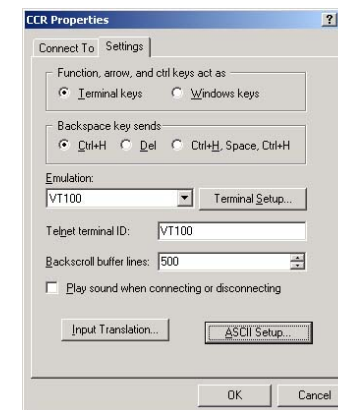 CCR Properties ?
Connect To Settings
Function, arrow, and ctrl keys act as
Terminal keys Windows keys
Backspace key sends
Ctrl+H Del Ctrl+H, Space, Ctrl+H
Emulation:
VT100 Terminal Setup...
Telnet terminal ID: VT100
Backscroll buffer lines: 500
Play sound when connecting or disconnecting
Input Translation... ASCII Setup...
OK Cancel